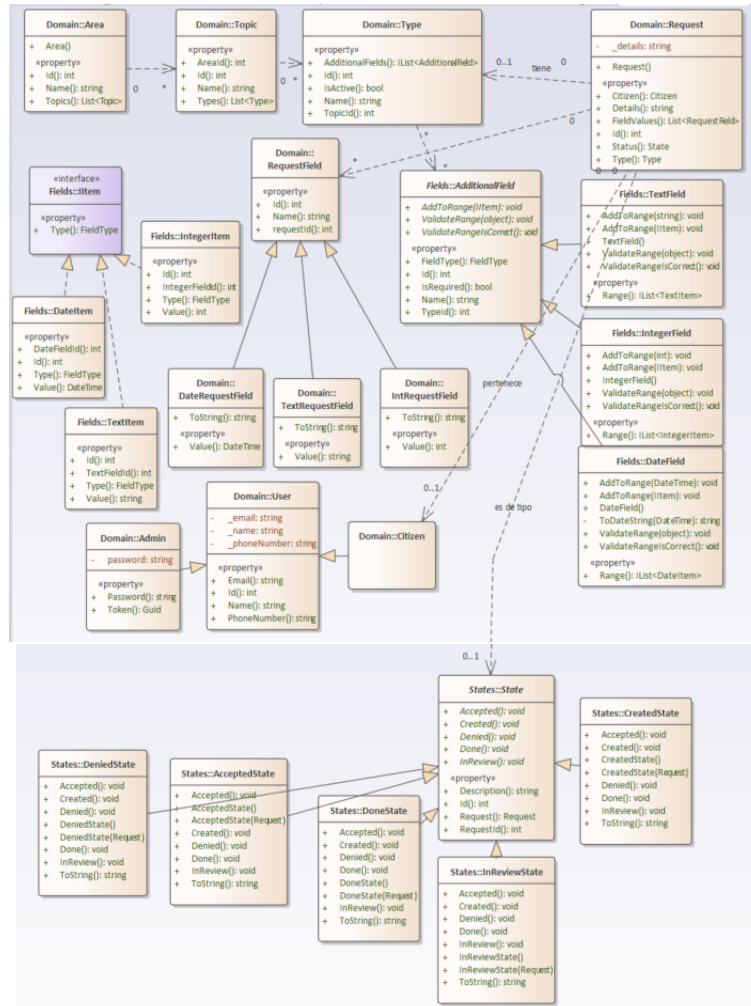 Domain::Area
+ Area()
«property»
+ Id(): int
+ Name(): string
+ Topics(): List<Topic>
0
*
Domain::Topic
«property»
+ AreaId(): int
+ Id(): int
+ Name(): string
+ Types(): List<Type>
0
*
Domain::Type
«property»
+ AdditionalFields(): IList<AdditionalField>
+ Id(): int
+ IsActive(): bool
+ Name(): string
+ TopicId(): int
0..1
tiene
0
Domain::Request
- _details: string
+ Request()
«property»
+ Citizen(): Citizen
+ Details(): string
+ FieldValues(): List<RequestField>
+ Id(): int
+ Status(): State
+ Type(): Type
0
*
*
*
0 0
«interface»
Fields::IItem
«property»
+ Type(): FieldType
Domain::
RequestField
«property»
+ Id(): int
+ Name(): string
+ requestId(): int
Fields::AdditionalField
+ AddToRange(IItem): void
+ ValidateRange(object): void
+ ValidateRangeIsCorrect(): void
«property»
+ FieldType(): FieldType
+ Id(): int
+ IsRequired(): bool
+ Name(): string
+ TypeId(): int
Fields::TextField
+ AddToRange(string): void
+ AddToRange(IItem): void
+ TextField()
+ ValidateRange(object): void
+ ValidateRangeIsCorrect(): void
«property»
+ Range(): IList<TextItem>
Fields::IntegerItem
«property»
+ Id(): int
+ IntegerFieldId(): int
+ Type(): FieldType
+ Value(): int
Fields::DateItem
«property»
+ DateFieldId(): int
+ Id(): int
+ Type(): FieldType
+ Value(): DateTime
Fields::IntegerField
+ AddToRange(int): void
+ AddToRange(IItem): void
+ IntegerField()
+ ValidateRange(object): void
+ ValidateRangeIsCorrect(): void
«property»
+ Range(): IList<IntegerItem>
Domain::
DateRequestField
+ ToString(): string
«property»
+ Value(): DateTime
Domain::
TextRequestField
+ ToString(): string
«property»
+ Value(): string
Domain::
IntRequestField
+ ToString(): string
«property»
+ Value(): int
pertenece
Fields::TextItem
«property»
+ Id(): int
+ TextFieldId(): int
+ Type(): FieldType
+ Value(): string
Fields::DateField
+ AddToRange(DateTime): void
+ AddToRange(IItem): void
+ DateField()
- ToDateString(DateTime): string
+ ValidateRange(object): void
+ ValidateRangeIsCorrect(): void
«property»
+ Range(): IList<DateItem>
Domain::User
- _email: string
- _name: string
- _phoneNumber: string
«property»
+ Email(): string
+ Id(): int
+ Name(): string
+ PhoneNumber(): string
0..1
es de tipo
Domain::Admin
- password: string
«property»
+ Password(): string
+ Token(): Guid
Domain::Citizen
0..1
States::State
+ Accepted(): void
+ Created(): void
+ Denied(): void
+ Done(): void
+ InReview(): void
«property»
+ Description(): string
+ Id(): int
+ Request(): Request
+ RequestId(): int
States::CreatedState
+ Accepted(): void
+ Created(): void
+ CreatedState()
+ CreatedState(Request)
+ Denied(): void
+ Done(): void
+ InReview(): void
+ ToString(): string
States::DeniedState
+ Accepted(): void
+ Created(): void
+ Denied(): void
+ DeniedState()
+ DeniedState(Request)
+ Done(): void
+ InReview(): void
+ ToString(): string
States::AcceptedState
+ Accepted(): void
+ AcceptedState()
+ AcceptedState(Request)
+ Created(): void
+ Denied(): void
+ Done(): void
+ InReview(): void
+ ToString(): string
States::DoneState
+ Accepted(): void
+ Created(): void
+ Denied(): void
+ Done(): void
+ DoneState()
+ DoneState(Request)
+ InReview(): void
+ ToString(): string
States::InReviewState
+ Accepted(): void
+ Created(): void
+ Denied(): void
+ Done(): void
+ InReview(): void
+ InReviewState()
+ InReviewState(Request)
+ ToString(): string